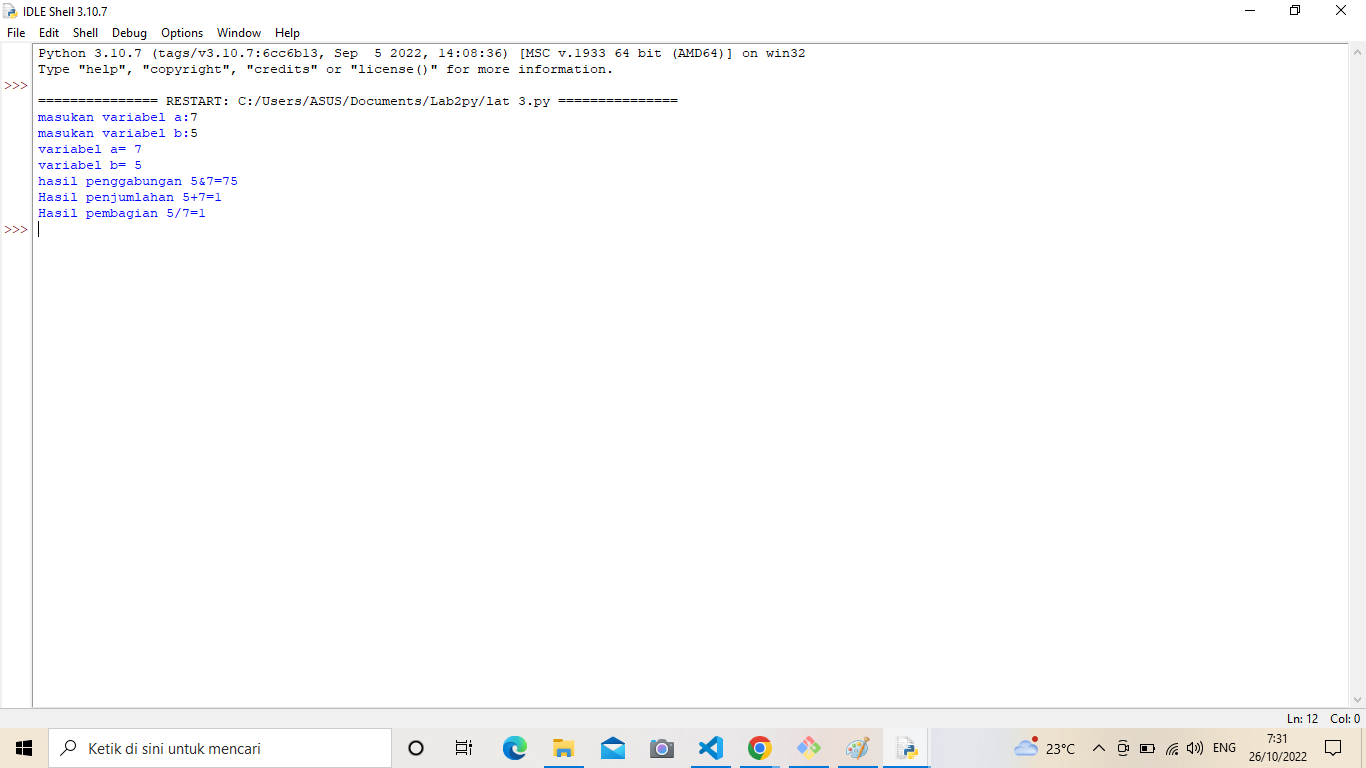 IDLE Shell 3.10.7
File Edit Shell Debug Options Window Help
Python 3.10.7 (tags/v3.10.7:6cc6b13, Sep  5 2022, 14:08:36) [MSC v.1933 64 bit (AMD64)] on win32
Type "help", "copyright", "credits" or "license()" for more information.
>>>
=============== RESTART: C:/Users/ASUS/Documents/Lab2py/lat 3.py ===============
masukan variabel a:7
masukan variabel b:5
variabel a= 7
variabel b= 5
hasil penggabungan 5&7=75
Hasil penjumlahan 5+7=1
Hasil pembagian 5/7=1
>>>
Ln: 12 Col: 0
Ketik di sini untuk mencari
23°C
ENG
7:31
26/10/2022